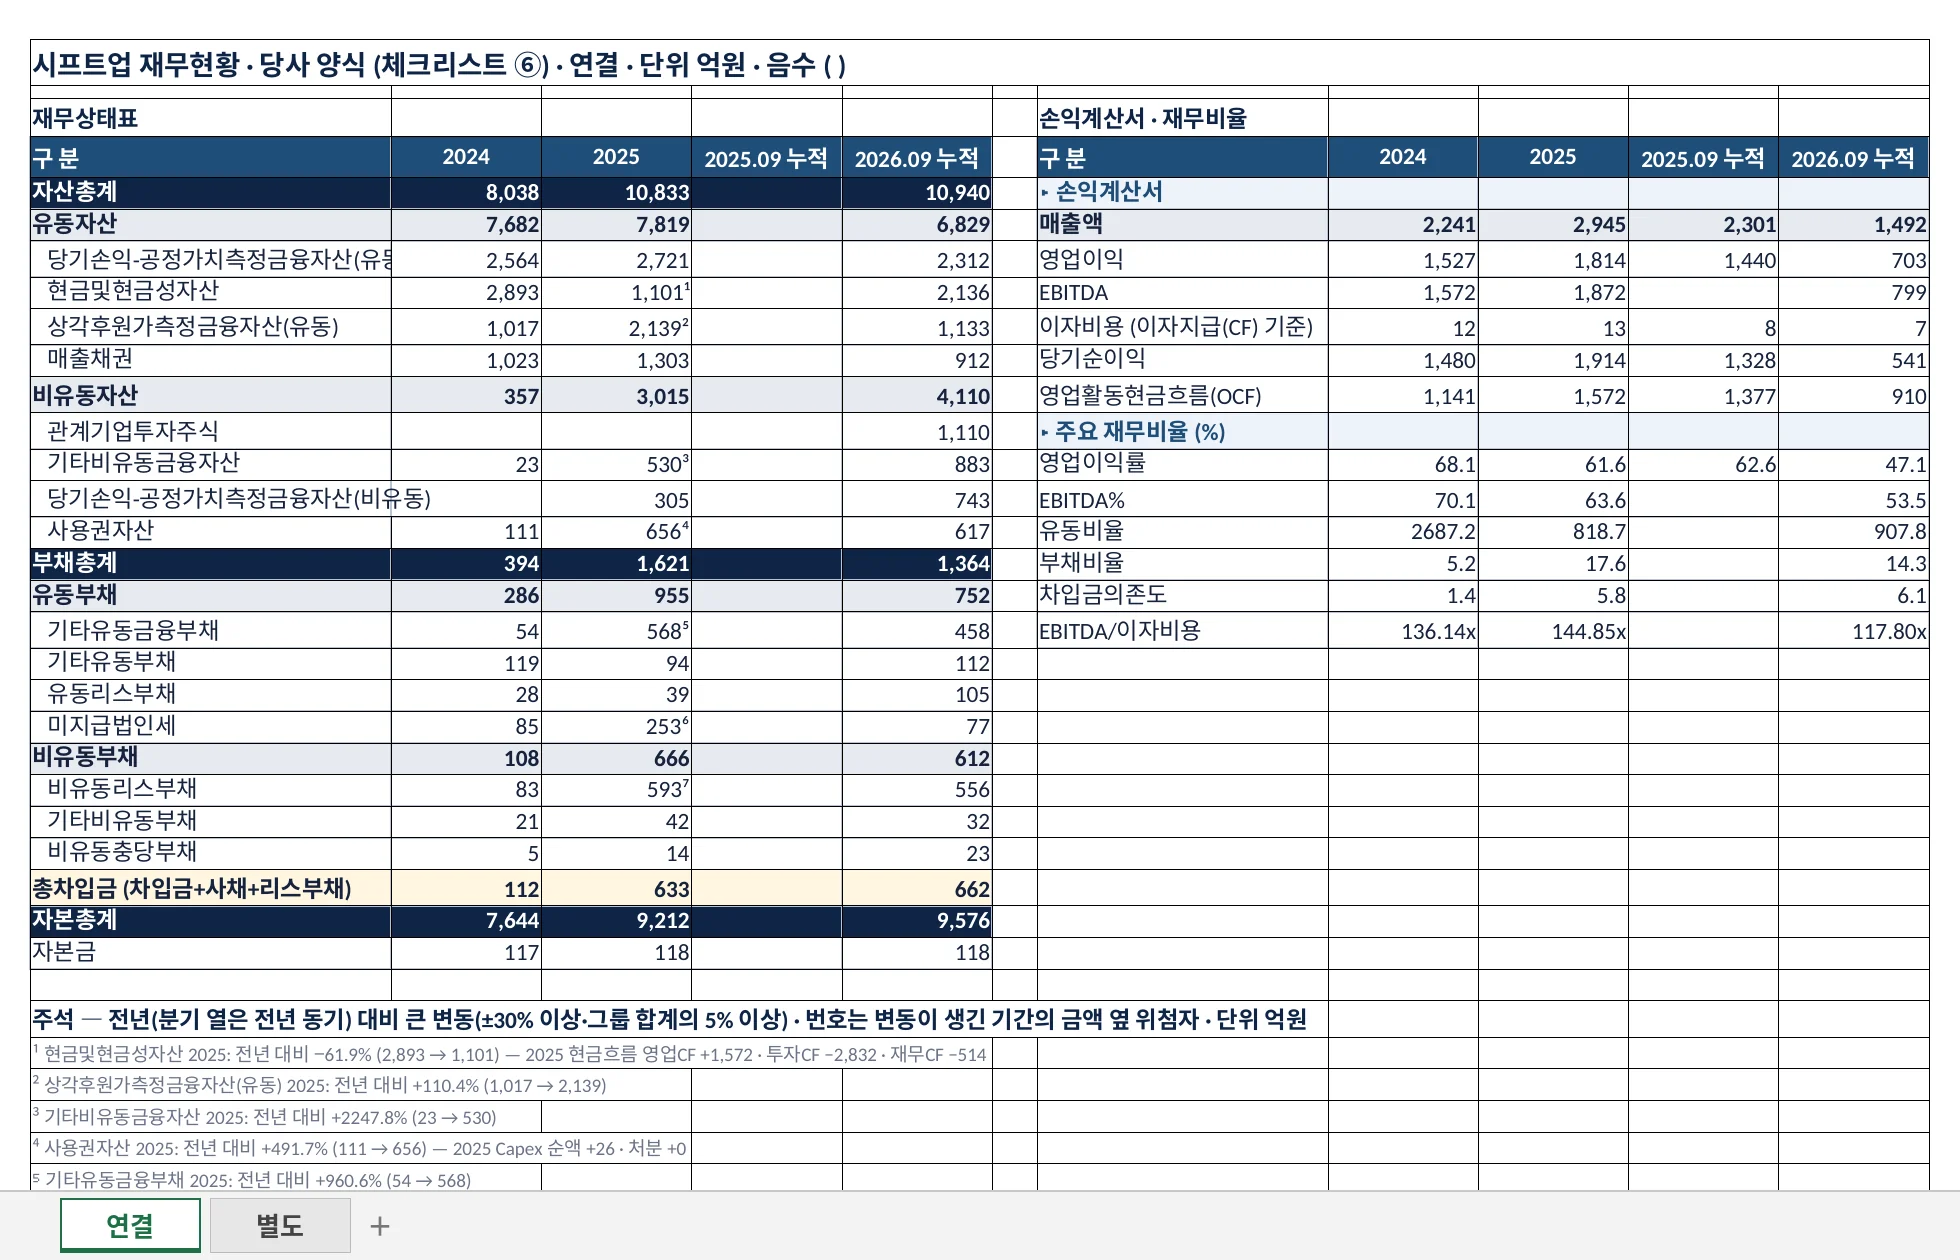 시프트업 재무현황 · 당사 양식 (체크리스트 ⑥) · 연결 · 단위 억원 · 음수 ( )
재무상태표 손익계산서 · 재무비율
구 분 2024 2025 2025.09 누적 2026.09 누적 구 분 2024 2025 2025.09 누적 2026.09 누적
자산총계 8,038 10,833 10,940 ▸ 손익계산서
유동자산 7,682 7,819 6,829 매출액 2,241 2,945 2,301 1,492
당기손익-공정가치측정금융자산(유동 2,564 2,721 2,312 영업이익 1,527 1,814 1,440 703
현금및현금성자산 2,893 1,101¹ 2,136 EBITDA 1,572 1,872 799
상각후원가측정금융자산(유동) 1,017 2,139² 1,133 이자비용 (이자지급(CF) 기준) 12 13 8 7
매출채권 1,023 1,303 912 당기순이익 1,480 1,914 1,328 541
비유동자산 357 3,015 4,110 영업활동현금흐름(OCF) 1,141 1,572 1,377 910
관계기업투자주식 1,110 ▸ 주요 재무비율 (%)
기타비유동금융자산 23 530³ 883 영업이익률 68.1 61.6 62.6 47.1
당기손익-공정가치측정금융자산(비유동) 305 743 EBITDA% 70.1 63.6 53.5
사용권자산 111 656⁴ 617 유동비율 2687.2 818.7 907.8
부채총계 394 1,621 1,364 부채비율 5.2 17.6 14.3
유동부채 286 955 752 차입금의존도 1.4 5.8 6.1
기타유동금융부채 54 568⁵ 458 EBITDA/이자비용 136.14x 144.85x 117.80x
기타유동부채 119 94 112
유동리스부채 28 39 105
미지급법인세 85 253⁶ 77
비유동부채 108 666 612
비유동리스부채 83 593⁷ 556
기타비유동부채 21 42 32
비유동충당부채 5 14 23
총차입금 (차입금+사채+리스부채) 112 633 662
자본총계 7,644 9,212 9,576
자본금 117 118 118
주석 — 전년(분기 열은 전년 동기) 대비 큰 변동(±30% 이상·그룹 합계의 5% 이상) · 번호는 변동이 생긴 기간의 금액 옆 위첨자 · 단위 억원
¹ 현금및현금성자산 2025: 전년 대비 −61.9% (2,893 → 1,101) — 2025 현금흐름 영업CF +1,572 · 투자CF −2,832 · 재무CF −514
² 상각후원가측정금융자산(유동) 2025: 전년 대비 +110.4% (1,017 → 2,139)
³ 기타비유동금융자산 2025: 전년 대비 +2247.8% (23 → 530)
⁴ 사용권자산 2025: 전년 대비 +491.7% (111 → 656) — 2025 Capex 순액 +26 · 처분 +0
⁵ 기타유동금융부채 2025: 전년 대비 +960.6% (54 → 568)
연결 별도 +